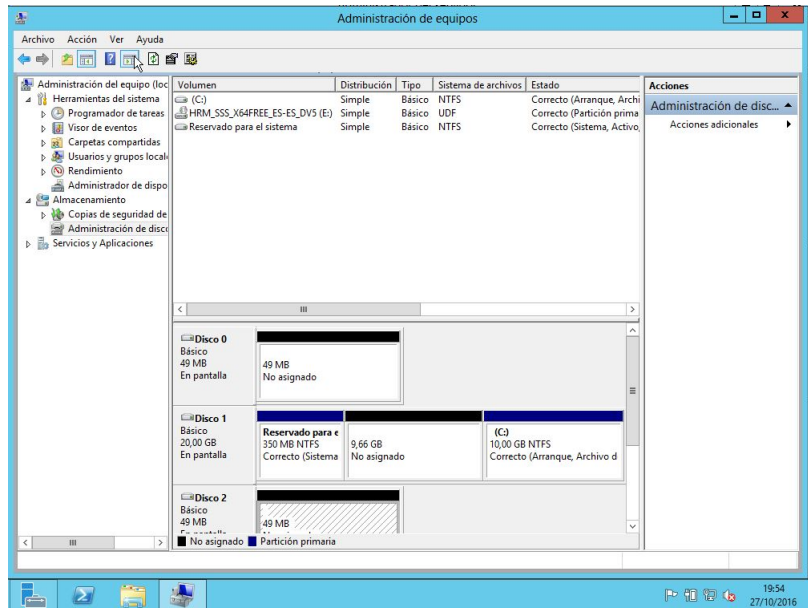 Administración de equipos
Archivo Acción Ver Ayuda
Administración del equipo (loc
Herramientas del sistema
Programador de tareas
Visor de eventos
Carpetas compartidas
Usuarios y grupos local
Rendimiento
Administrador de dispo
Almacenamiento
Copias de seguridad de
Administración de disco
Servicios y Aplicaciones
Volumen Distribución Tipo Sistema de archivos Estado
(C:) Simple Básico NTFS Correcto (Arranque, Archi
HRM_SSS_X64FREE_ES-ES_DV5 (E:) Simple Básico UDF Correcto (Partición prima
Reservado para el sistema Simple Básico NTFS Correcto (Sistema, Activo,
Acciones
Administración de disc...
Acciones adicionales
Disco 0
Básico
49 MB
En pantalla
49 MB
No asignado
Disco 1
Básico
20,00 GB
En pantalla
Reservado para e
350 MB NTFS
Correcto (Sistema
9,66 GB
No asignado
(C:)
10,00 GB NTFS
Correcto (Arranque, Archivo d
Disco 2
Básico
49 MB
49 MB
No asignado Partición primaria
19:54
27/10/2016